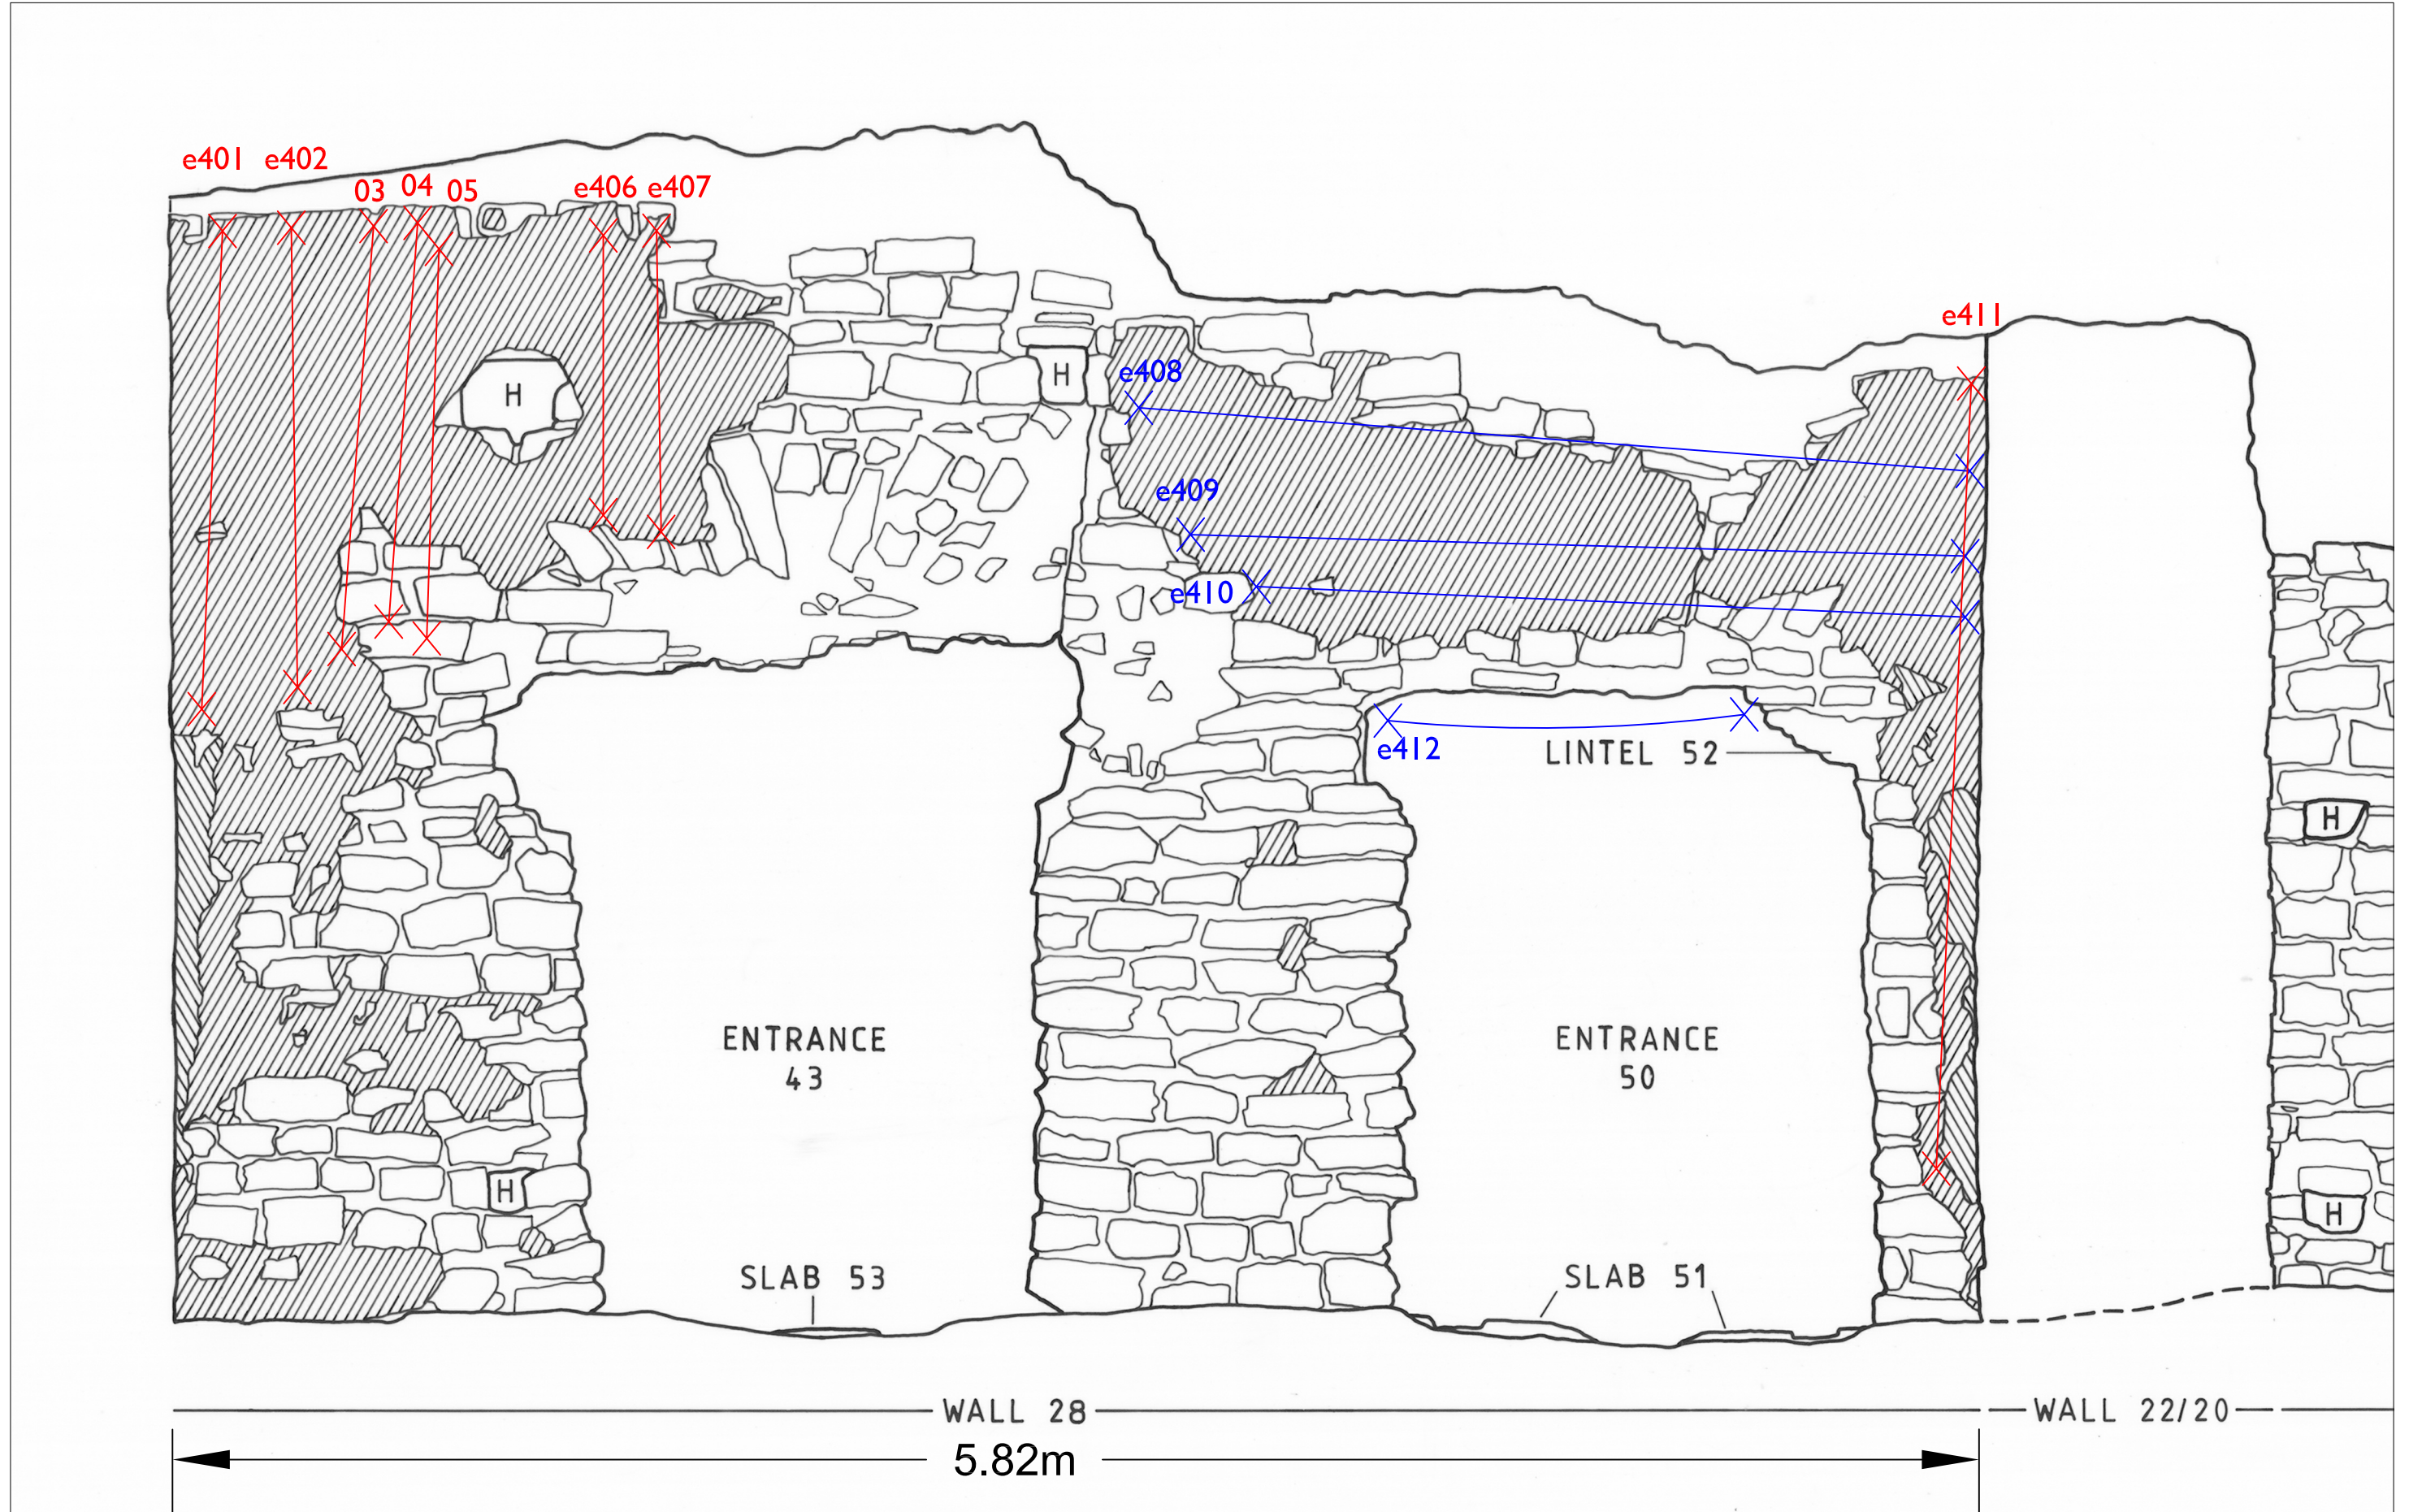 e401 e402
03 04 05 e406 e407
e411
e408
H
H
e409
e410
e412
LINTEL 52
H
ENTRANCE
43
ENTRANCE
50
H
H
SLAB 53
SLAB 51
WALL 28
WALL 22/20
5.82m